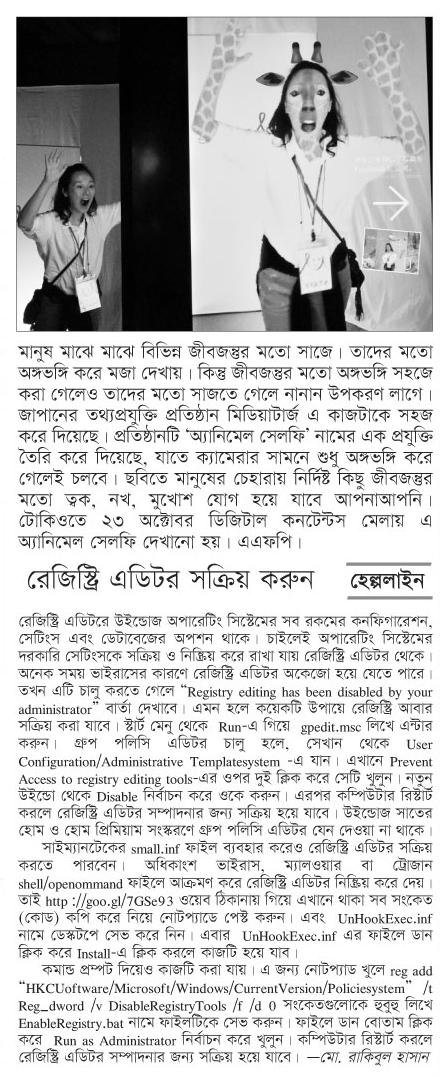 মানুষ মাঝে মাঝে বিভিন্ন জীবজন্তুর মতো সাজে। তাদের মতো
অঙ্গভঙ্গি করে মজা দেখায়। কিন্তু জীবজন্তুর মতো অঙ্গভঙ্গি সহজে
করা গেলেও তাদের মতো সাজতে গেলে নানান উপকরণ লাগে।
জাপানের তথ্যপ্রযুক্তি প্রতিষ্ঠান মিডিয়াটার্জ এ কাজটাকে সহজ
করে দিয়েছে। প্রতিষ্ঠানটি ‘অ্যানিমেল সেলফি’ নামের এক প্রযুক্তি
তৈরি করে দিয়েছে, যাতে ক্যামেরার সামনে শুধু অঙ্গভঙ্গি করে
গেলেই চলবে। ছবিতে মানুষের চেহারায় নির্দিষ্ট কিছু জীবজন্তুর
মতো ত্বক, নখ, মুখোশ যোগ হয়ে যাবে আপনাআপনি।
টোকিওতে ২৩ অক্টোবর ডিজিটাল কনটেন্টস মেলায় এ
অ্যানিমেল সেলফি দেখানো হয়। এএফপি।
রেজিস্ট্রি এডিটর সক্রিয় করুন
হেল্পলাইন
রেজিস্ট্রি এডিটরে উইন্ডোজ অপারেটিং সিস্টেমের সব রকমের কনফিগারেশন,
সেটিংস এবং ডেটাবেজের অপশন থাকে। চাইলেই অপারেটিং সিস্টেমের
দরকারি সেটিংসকে সক্রিয় ও নিষ্ক্রিয় করে রাখা যায় রেজিস্ট্রি এডিটর থেকে।
অনেক সময় ভাইরাসের কারণে রেজিস্ট্রি এডিটর অকেজো হয়ে যেতে পারে।
তখন এটি চালু করতে গেলে “Registry editing has been disabled by your
administrator” বার্তা দেখাবে। এমন হলে কয়েকটি উপায়ে রেজিস্ট্রি আবার
সক্রিয় করা যাবে। স্টার্ট মেনু থেকে Run-এ গিয়ে gpedit.msc লিখে এন্টার
করুন। গ্রুপ পলিসি এডিটর চালু হলে, সেখান থেকে User
Configuration/Administrative Templatesystem -এ যান। এখানে Prevent
Access to registry editing tools-এর ওপর দুই ক্লিক করে সেটি খুলুন। নতুন
উইন্ডো থেকে Disable নির্বাচন করে ওকে করুন। এরপর কম্পিউটার রিস্টার্ট
করলে রেজিস্ট্রি এডিটর সম্পাদনার জন্য সক্রিয় হয়ে যাবে। উইন্ডোজ সাতের
হোম ও হোম প্রিমিয়াম সংস্করণে গ্রুপ পলিসি এডিটর যেন দেওয়া না থাকে।
সাইম্যানটেকের small.inf ফাইল ব্যবহার করেও রেজিস্ট্রি এডিটর সক্রিয়
করতে পারবেন। অধিকাংশ ভাইরাস, ম্যালওয়ার বা ট্রোজান
shell/openommand ফাইলে আক্রমণ করে রেজিস্ট্রি এডিটর নিষ্ক্রিয় করে দেয়।
তাই http ://goo.gl/7GSe93 ওয়েব ঠিকানায় গিয়ে এখানে থাকা সব সংকেত
(কোড) কপি করে নিয়ে নোটপ্যাডে পেস্ট করুন। এবং UnHookExec.inf
নামে ডেস্কটপে সেভ করে নিন। এবার UnHookExec.inf এর ফাইলে ডান
ক্লিক করে Install-এ ক্লিক করলে কাজটি হয়ে যাব।
কমান্ড প্রম্পট দিয়েও কাজটি করা যায়। এ জন্য নোটপ্যাড খুলে reg add
“HKCUoftware/Microsoft/Windows/CurrentVersion/Policiesystem” /t
Reg_dword /v DisableRegistryTools /f /d 0 সংকেতগুলোকে হুবহু লিখে
EnableRegistry.bat নামে ফাইলটিকে সেভ করুন। ফাইলে ডান বোতাম ক্লিক
করে Run as Administrator নির্বাচন করে খুলুন। কম্পিউটার রিস্টার্ট করলে
রেজিস্ট্রি এডিটর সম্পাদনার জন্য সক্রিয় হয়ে যাবে। —মো. রাকিবুল হাসান